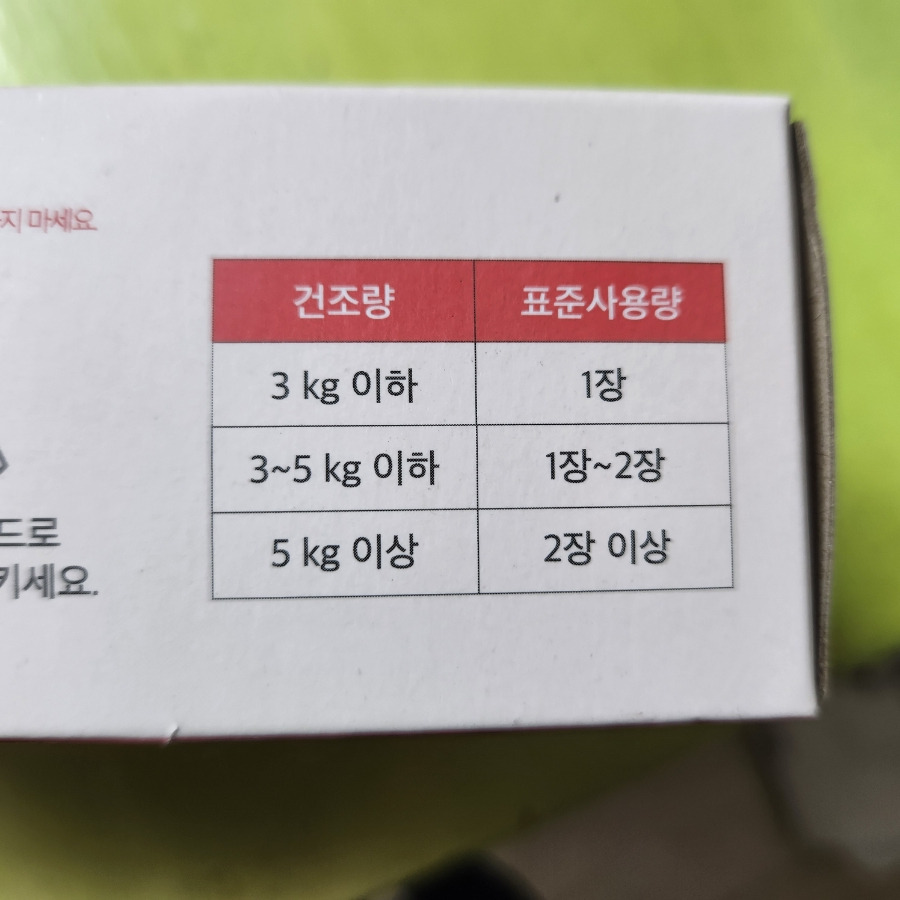 지 마세요
건조량 표준사용량
3 kg 이하 1장
3~5 kg 이하 1장~2장
5 kg 이상 2장 이상
드로
키세요.